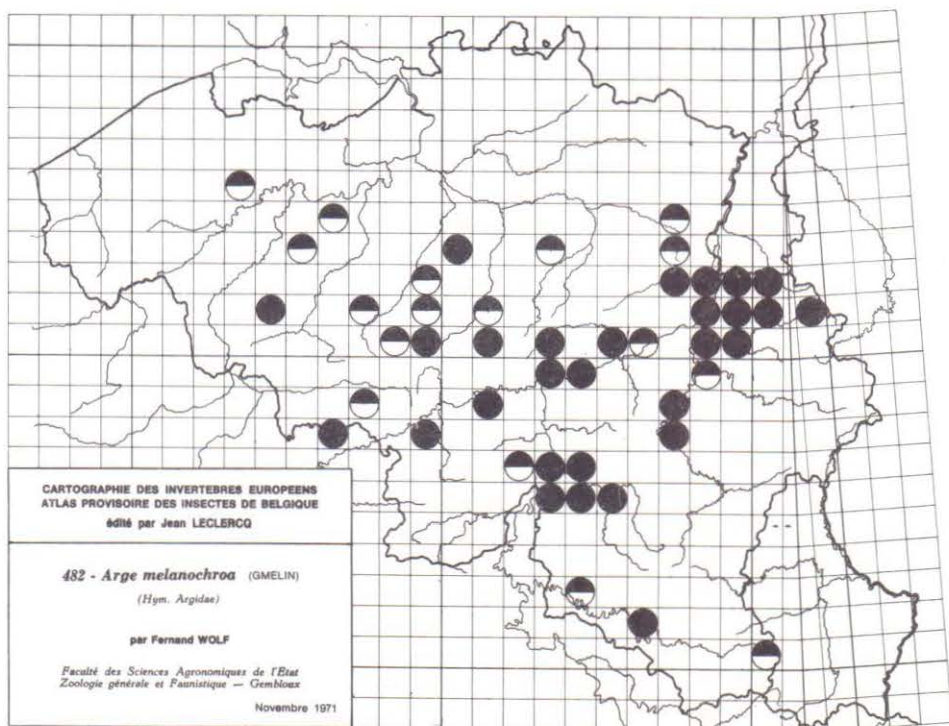 CARTOGRAPHIE DES INVERTEBRES EUROPEENS
ATLAS PROVISOIRE DES INSECTES DE BELGIQUE
édité par Jean LECLERCQ
482 - Arge melanochroa (GMELIN)
(Hym. Argidae)
par Fernand WOLF
Faculté des Sciences Agronomiques de l'Etat
Zoologie générale et Faunistique — Gembloux
Novembre 1971